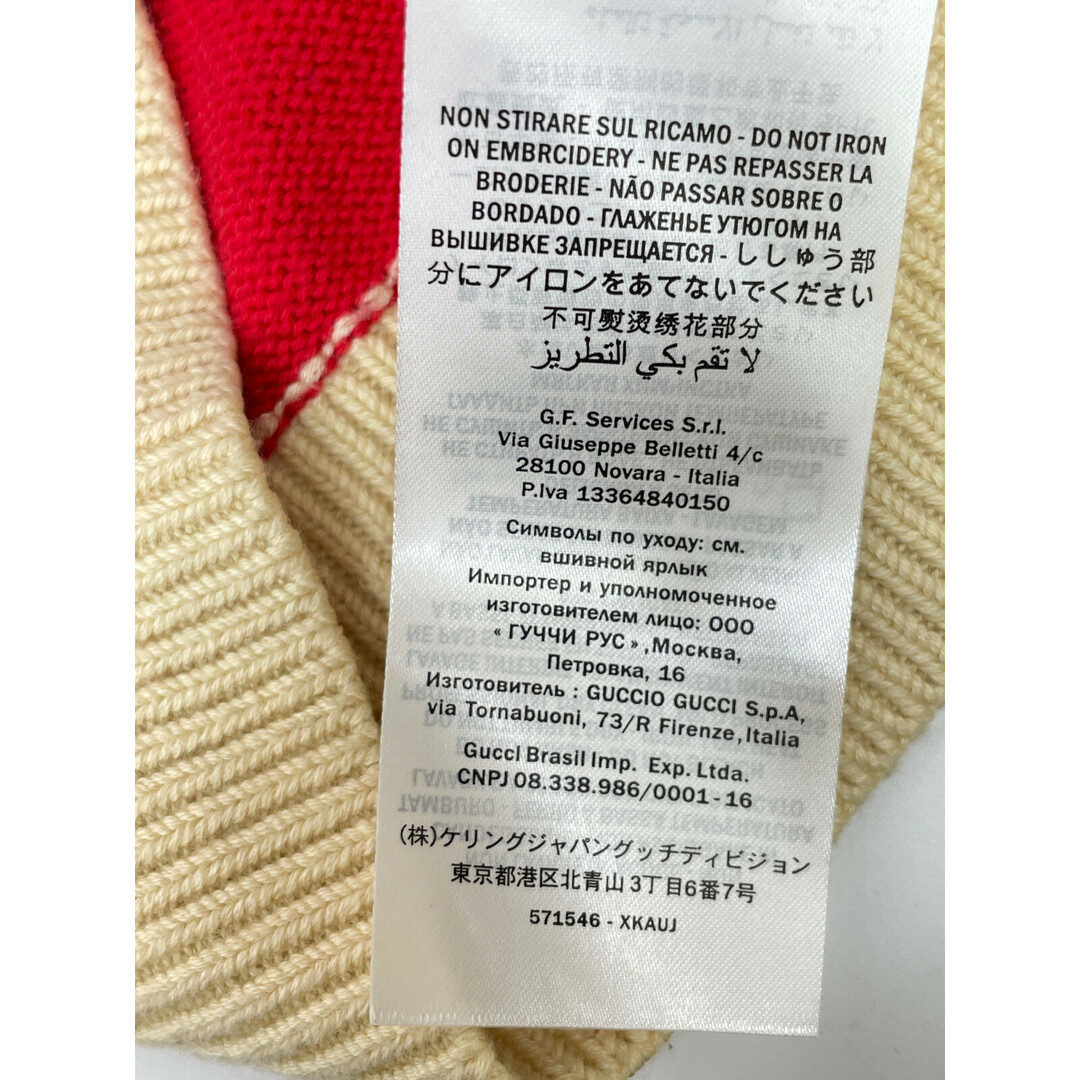 NON STIRARE SUL RICAMO - DO NOT IRON
ON EMBRCIDERY - NE PAS REPASSER LA
BRODERIE - NÃO PASSAR SOBRE O
BORDADO - ГЛАЖЕНЬЕ УТЮГОМ НА
ВЫШИВКЕ ЗАПРЕЩАЕТСЯ - ししゅう部
分にアイロンをあてないでください
不可熨烫绣花部分
لا تقم بكي التطريز
G.F. Services S.r.l.
Via Giuseppe Belletti 4/c
28100 Novara - Italia
P.Iva 13364840150
Символы по уходу: см.
вшивной ярлык
Импортер и уполномоченное
изготовителем лицо: ООО
« ГУЧЧИ РУС » ,Москва,
Петровка, 16
Изготовитель : GUCCIO GUCCI S.p.A,
via Tornabuoni, 73/R Firenze,Italia
Gucci Brasil Imp. Exp. Ltda.
CNPJ 08.338.986/0001-16
(株)ケリングジャパングッチディビジョン
東京都港区北青山3丁目6番7号
571546 - XKAUJ